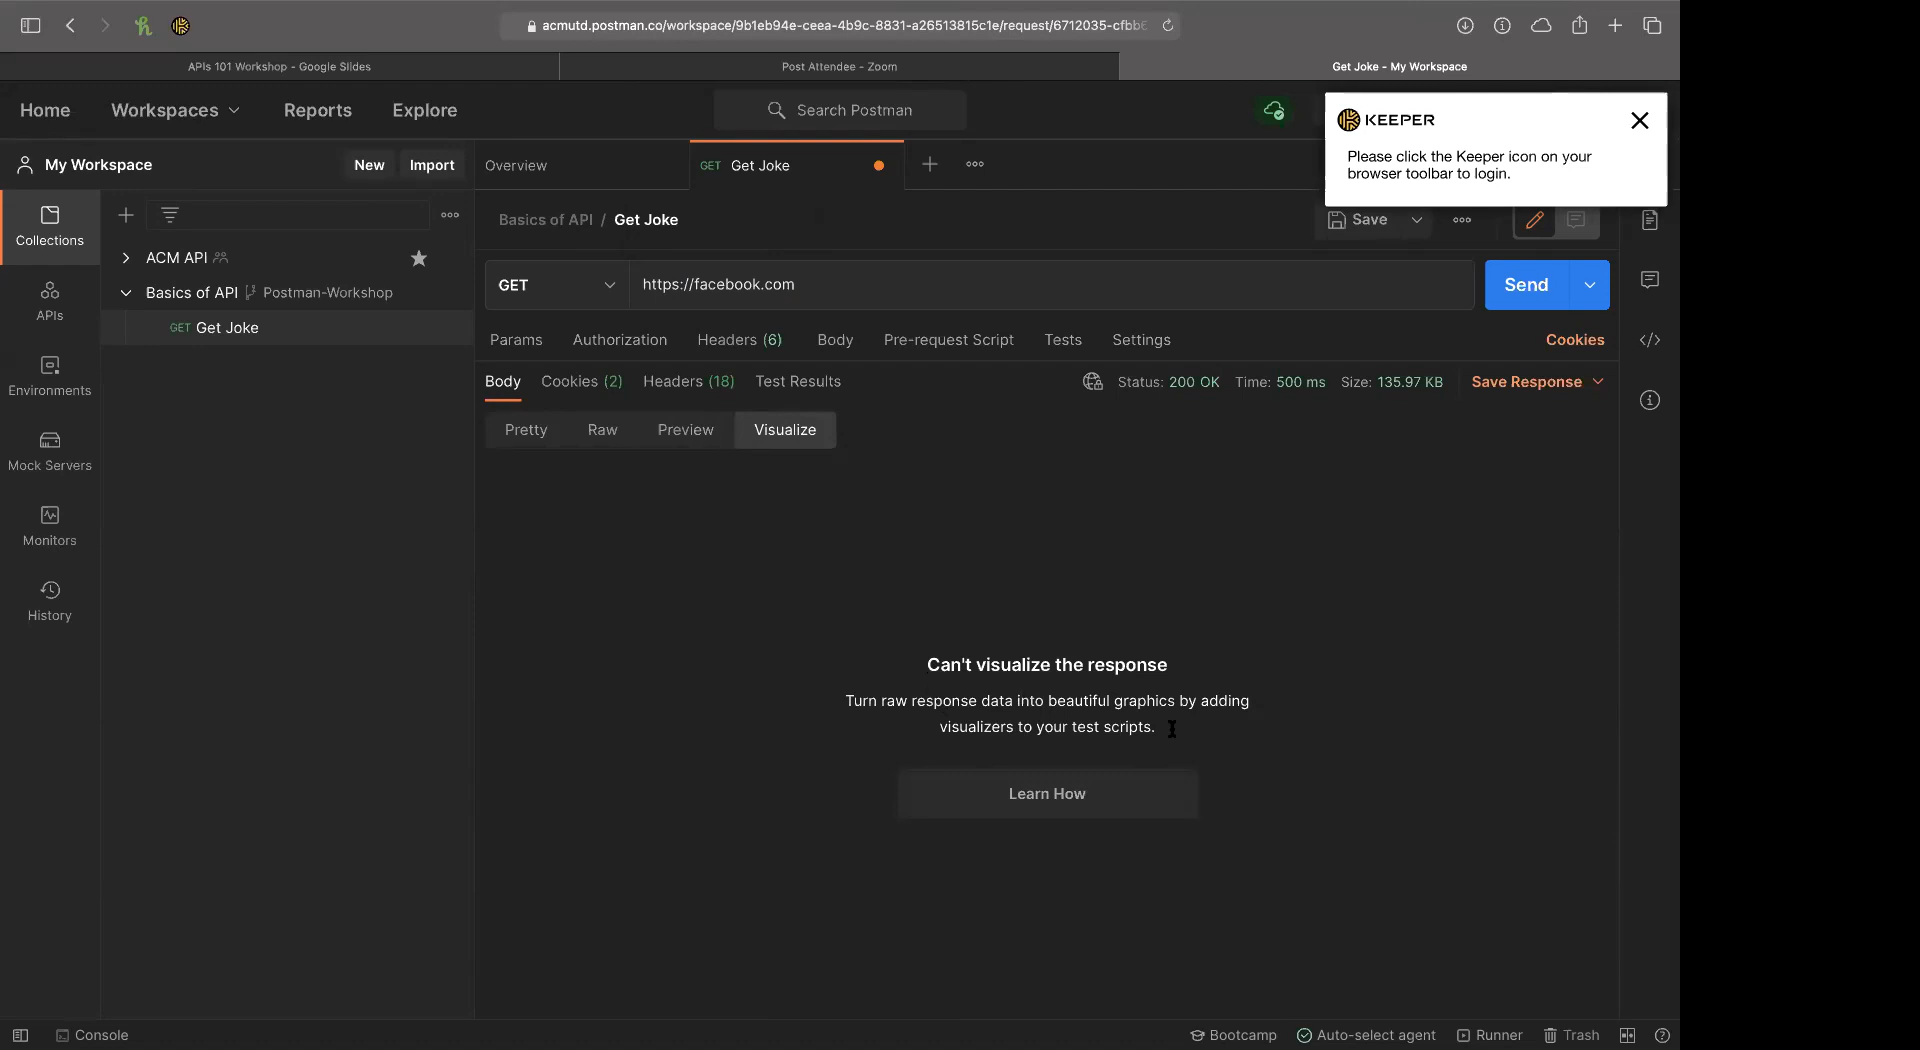 acmutd.postman.co/workspace/9b1eb94e-ceea-4b9c-8831-a26513815c1e/request/6712035-cfbb6
APIs 101 Workshop - Google Slides
Post Attendee - Zoom
Get Joke - My Workspace
Home
Workspaces
Reports
Explore
Search Postman
KEEPER
Please click the Keeper icon on your
browser toolbar to login.
My Workspace
New
Import
Overview
GET Get Joke
Collections
APIs
Environments
Mock Servers
Monitors
History
ACM API
Basics of API Postman-Workshop
GET Get Joke
Basics of API / Get Joke
Save
GET
https://facebook.com
Send
Params
Authorization
Headers (6)
Body
Pre-request Script
Tests
Settings
Cookies
Body
Cookies (2)
Headers (18)
Test Results
Status: 200 OK
Time: 500 ms
Size: 135.97 KB
Save Response
Pretty
Raw
Preview
Visualize
Can't visualize the response
Turn raw response data into beautiful graphics by adding
visualizers to your test scripts.
Learn How
Console
Bootcamp
Auto-select agent
Runner
Trash